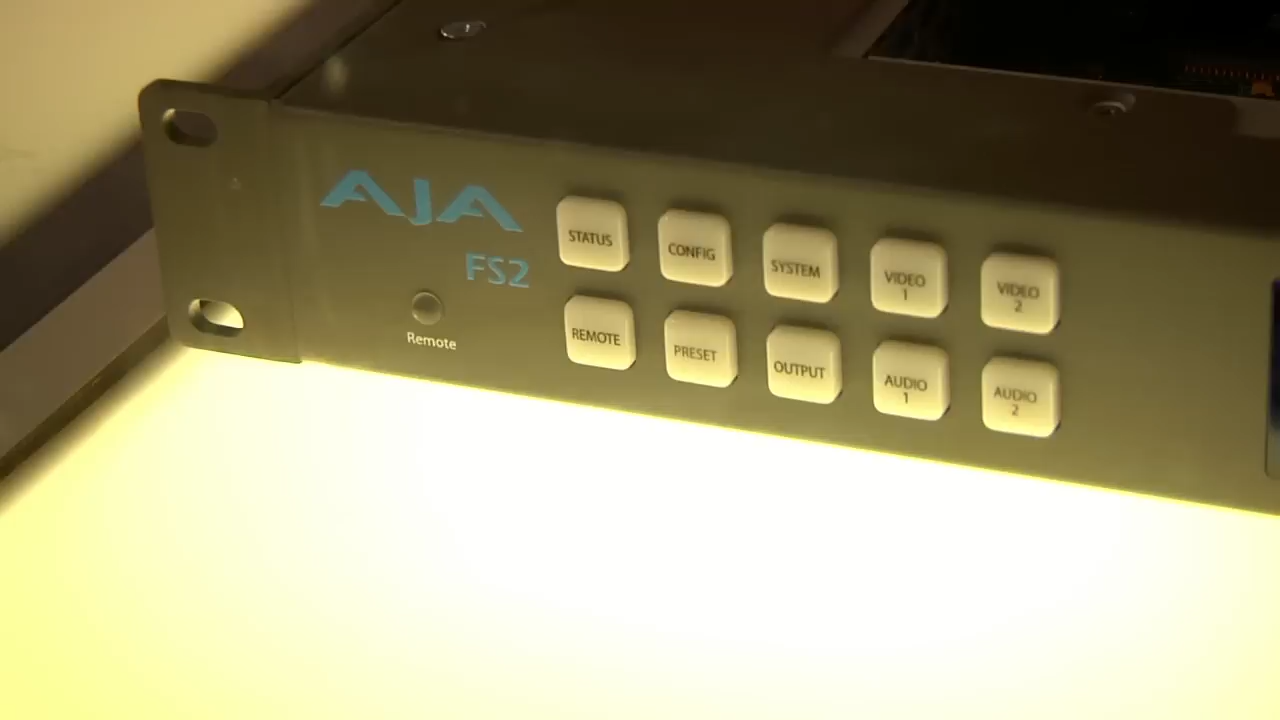 AJA
FS2
Remote
STATUS
CONFIG
SYSTEM
VIDEO
1
VIDEO
2
REMOTE
PRESET
OUTPUT
AUDIO
1
AUDIO
2